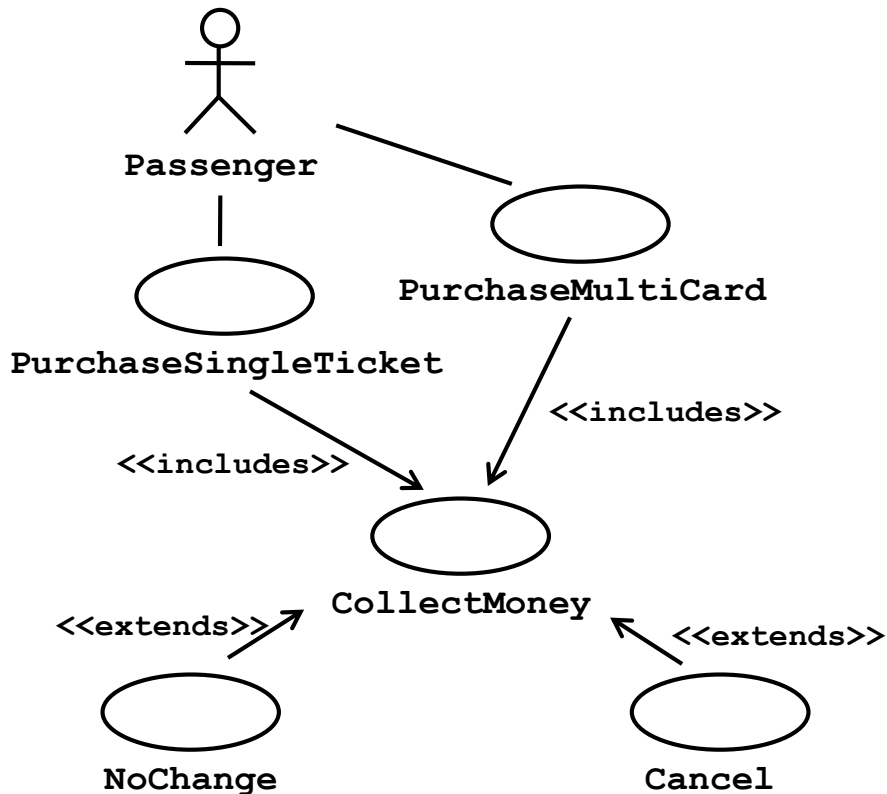 Passenger
PurchaseMultiCard
PurchaseSingleTicket
<<includes>>
<<includes>>
CollectMoney
<<extends>>
<<extends>>
NoChange
Cancel